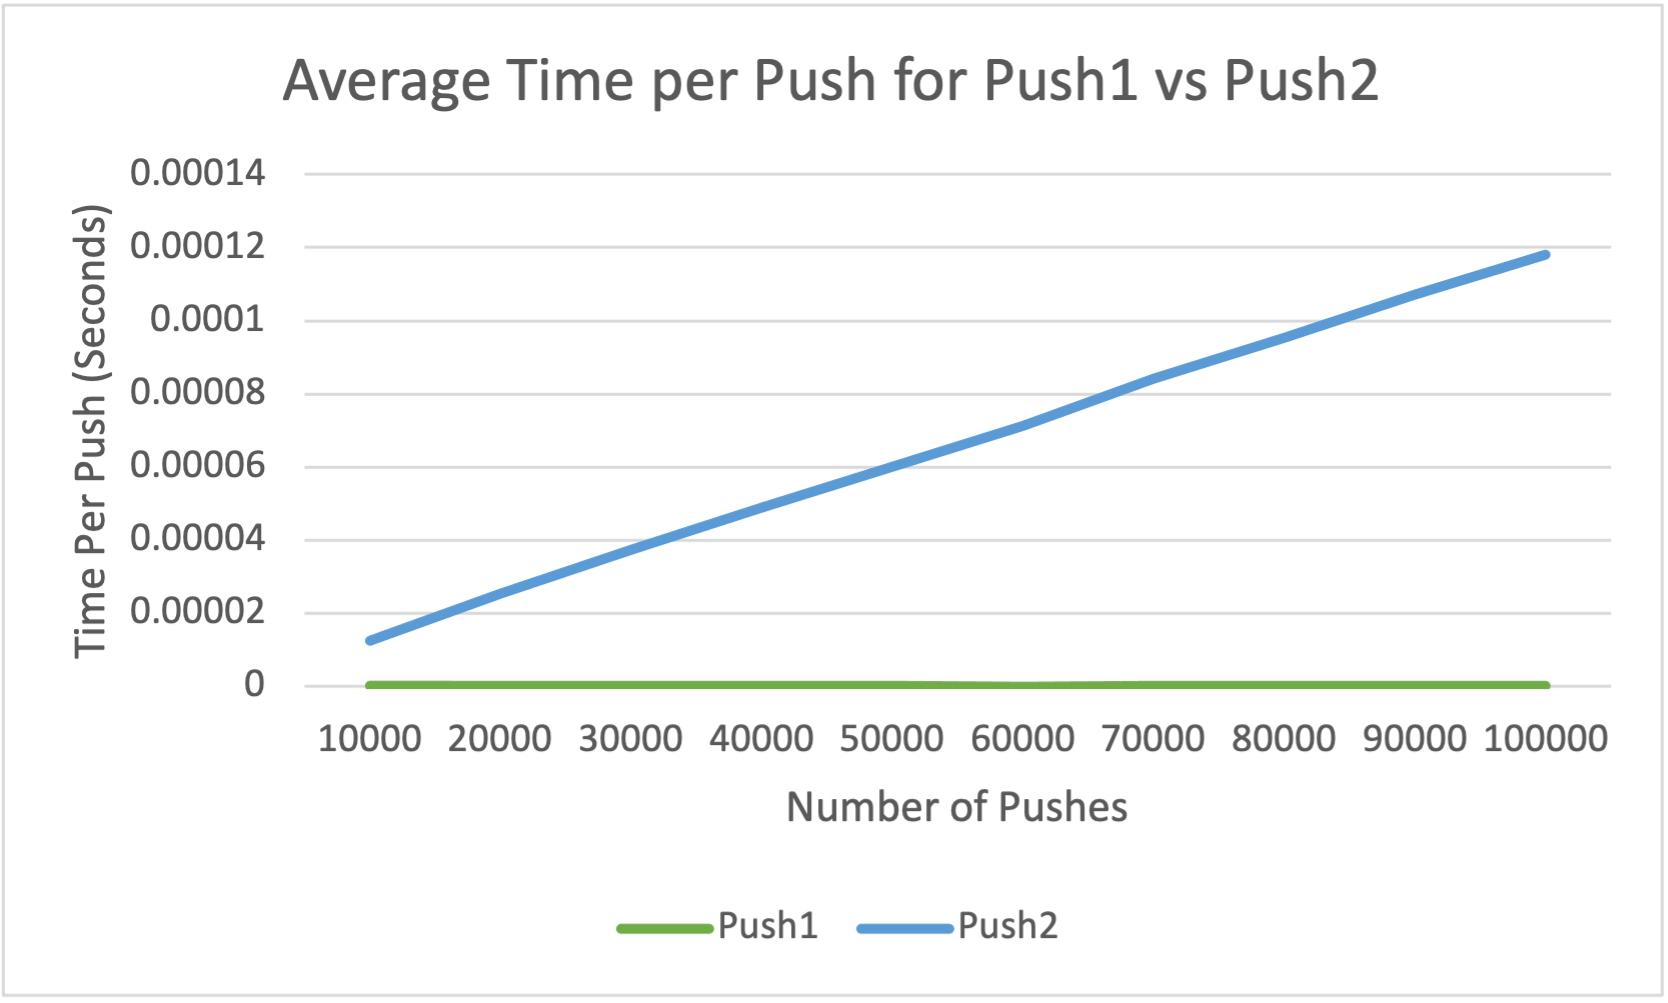 Average Time per Push for Push1 vs Push2
Time Per Push (Seconds)
0.00014
0.00012
0.0001
0.00008
0.00006
0.00004
0.00002
0
10000 20000 30000 40000 50000 60000 70000 80000 90000 100000
Number of Pushes
Push1 Push2